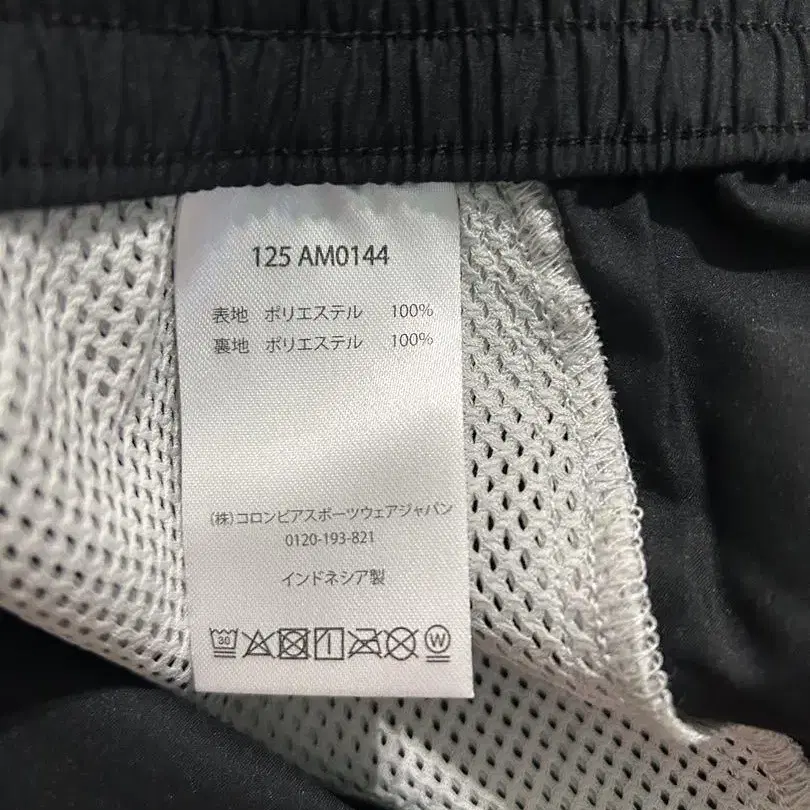 125 AM0144
表地 ポリエステル 100%
裏地 ポリエステル 100%
(株)コロンビアスポーツウェアジャパン
0120-193-821
インドネシア製
30 W